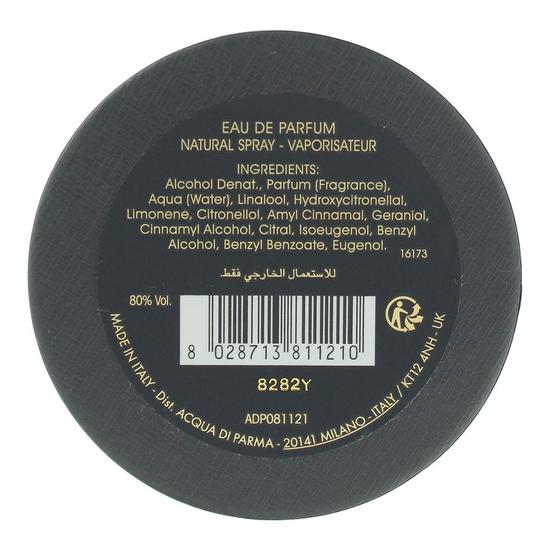 EAU DE PARFUM
NATURAL SPRAY - VAPORISATEUR
INGREDIENTS:
Alcohol Denat., Parfum (Fragrance),
Aqua (Water), Linalool, Hydroxycitronellal,
Limonene, Citronellol, Amyl Cinnamal, Geraniol,
Cinnamyl Alcohol, Citral, Isoeugenol, Benzyl
Alcohol, Benzyl Benzoate, Eugenol.
16173
للاستعمال الخارجي فقط.
80% Vol.
8 028713 811210
8282Y
ADP081121
MADE IN ITALY - Dist. ACQUA DI PARMA - 20141 MILANO - ITALY / KT12 4NH - UK